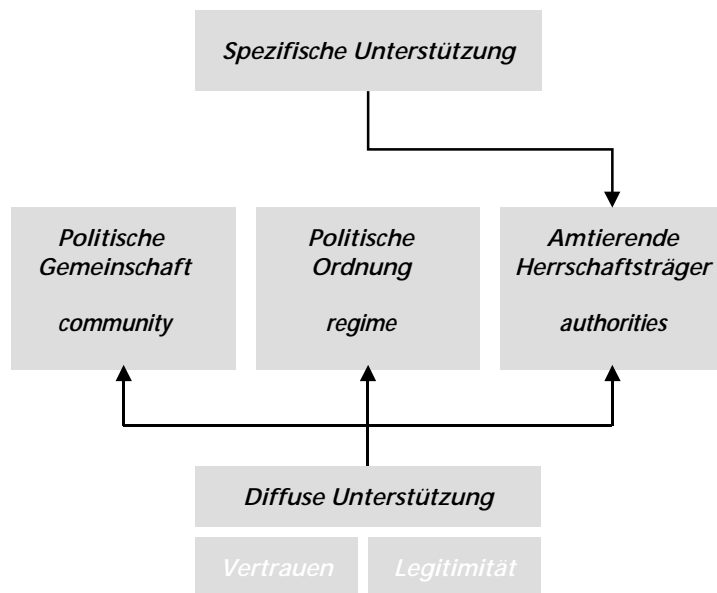 Spezifische Unterstützung
Politische
Gemeinschaft
community
Politische
Ordnung
regime
Amtierende
Herrschaftsträger
authorities
Diffuse Unterstützung
Vertrauen
Legitimität